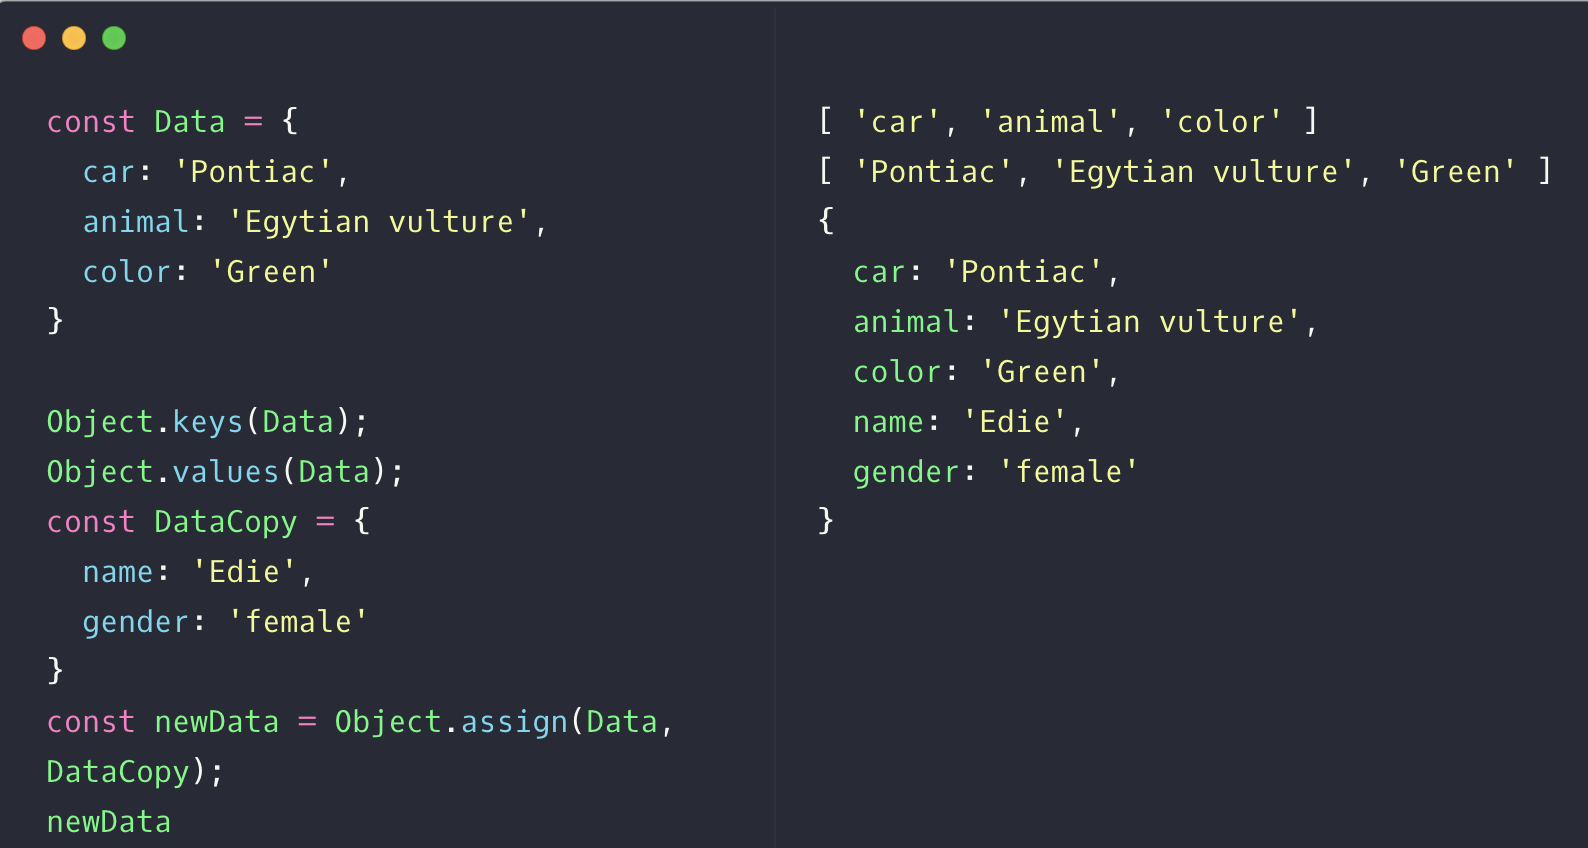 const Data = {
  car: 'Pontiac',
  animal: 'Egytian vulture',
  color: 'Green'
}

Object.keys(Data);
Object.values(Data);
const DataCopy = {
  name: 'Edie',
  gender: 'female'
}
const newData = Object.assign(Data,
DataCopy);
newData
[ 'car', 'animal', 'color' ]
[ 'Pontiac', 'Egytian vulture', 'Green' ]
{
  car: 'Pontiac',
  animal: 'Egytian vulture',
  color: 'Green',
  name: 'Edie',
  gender: 'female'
}